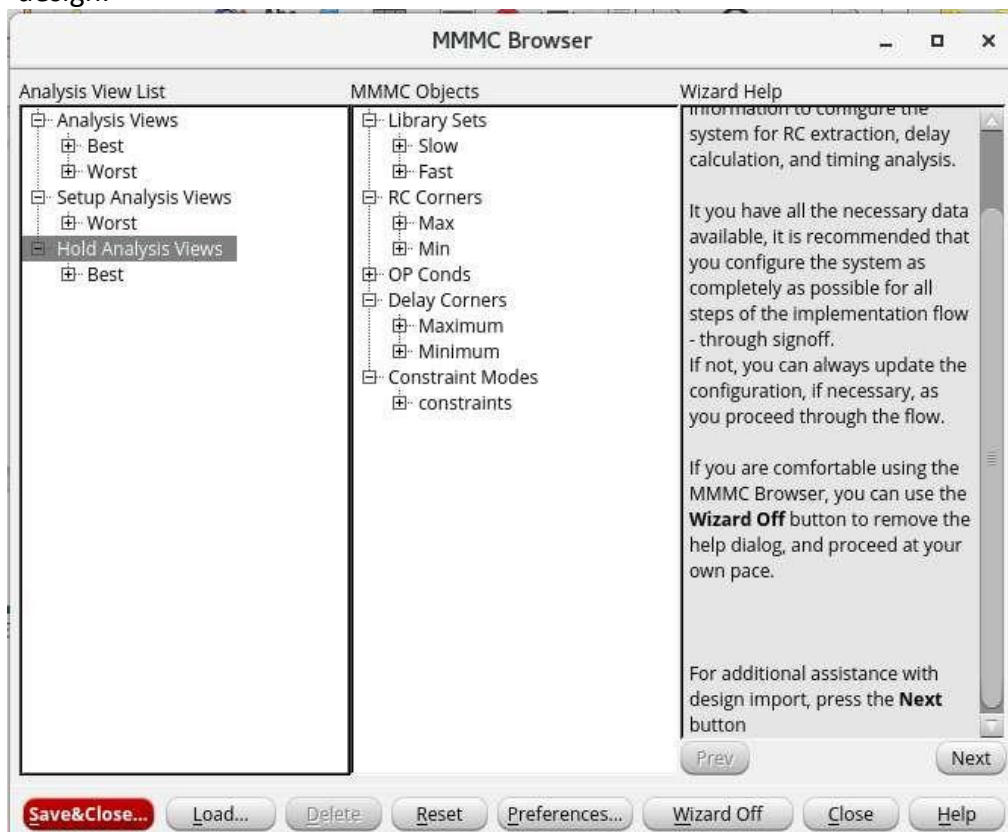 design.
MMMC Browser
Analysis View List
Analysis Views
Best
Worst
Setup Analysis Views
Worst
Hold Analysis Views
Best
MMMC Objects
Library Sets
Slow
Fast
RC Corners
Max
Min
OP Conds
Delay Corners
Maximum
Minimum
Constraint Modes
constraints
Wizard Help
information to configure the
system for RC extraction, delay
calculation, and timing analysis.
It you have all the necessary data
available, it is recommended that
you configure the system as
completely as possible for all
steps of the implementation flow
- through signoff.
If not, you can always update the
configuration, if necessary, as
you proceed through the flow.
If you are comfortable using the
MMMC Browser, you can use the
Wizard Off button to remove the
help dialog, and proceed at your
own pace.
For additional assistance with
design import, press the Next
button
Prev
Next
Save&Close...
Load...
Delete
Reset
Preferences...
Wizard Off
Close
Help